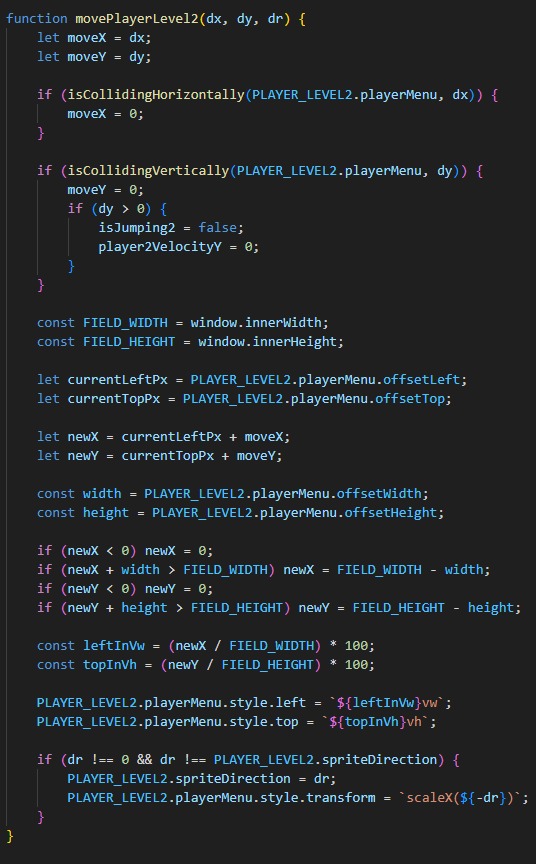 function movePlayerLevel2(dx, dy, dr) {
    let moveX = dx;
    let moveY = dy;

    if (isCollidingHorizontally(PLAYER_LEVEL2.playerMenu, dx)) {
        moveX = 0;
    }

    if (isCollidingVertically(PLAYER_LEVEL2.playerMenu, dy)) {
        moveY = 0;
        if (dy > 0) {
            isJumping2 = false;
            player2VelocityY = 0;
        }
    }

    const FIELD_WIDTH = window.innerWidth;
    const FIELD_HEIGHT = window.innerHeight;

    let currentLeftPx = PLAYER_LEVEL2.playerMenu.offsetLeft;
    let currentTopPx = PLAYER_LEVEL2.playerMenu.offsetTop;

    let newX = currentLeftPx + moveX;
    let newY = currentTopPx + moveY;

    const width = PLAYER_LEVEL2.playerMenu.offsetWidth;
    const height = PLAYER_LEVEL2.playerMenu.offsetHeight;

    if (newX < 0) newX = 0;
    if (newX + width > FIELD_WIDTH) newX = FIELD_WIDTH - width;
    if (newY < 0) newY = 0;
    if (newY + height > FIELD_HEIGHT) newY = FIELD_HEIGHT - height;

    const leftInVw = (newX / FIELD_WIDTH) * 100;
    const topInVh = (newY / FIELD_HEIGHT) * 100;

    PLAYER_LEVEL2.playerMenu.style.left = `${leftInVw}vw`;
    PLAYER_LEVEL2.playerMenu.style.top = `${topInVh}vh`;

    if (dr !== 0 && dr !== PLAYER_LEVEL2.spriteDirection) {
        PLAYER_LEVEL2.spriteDirection = dr;
        PLAYER_LEVEL2.playerMenu.style.transform = `scaleX(${-dr})`;
    }
}